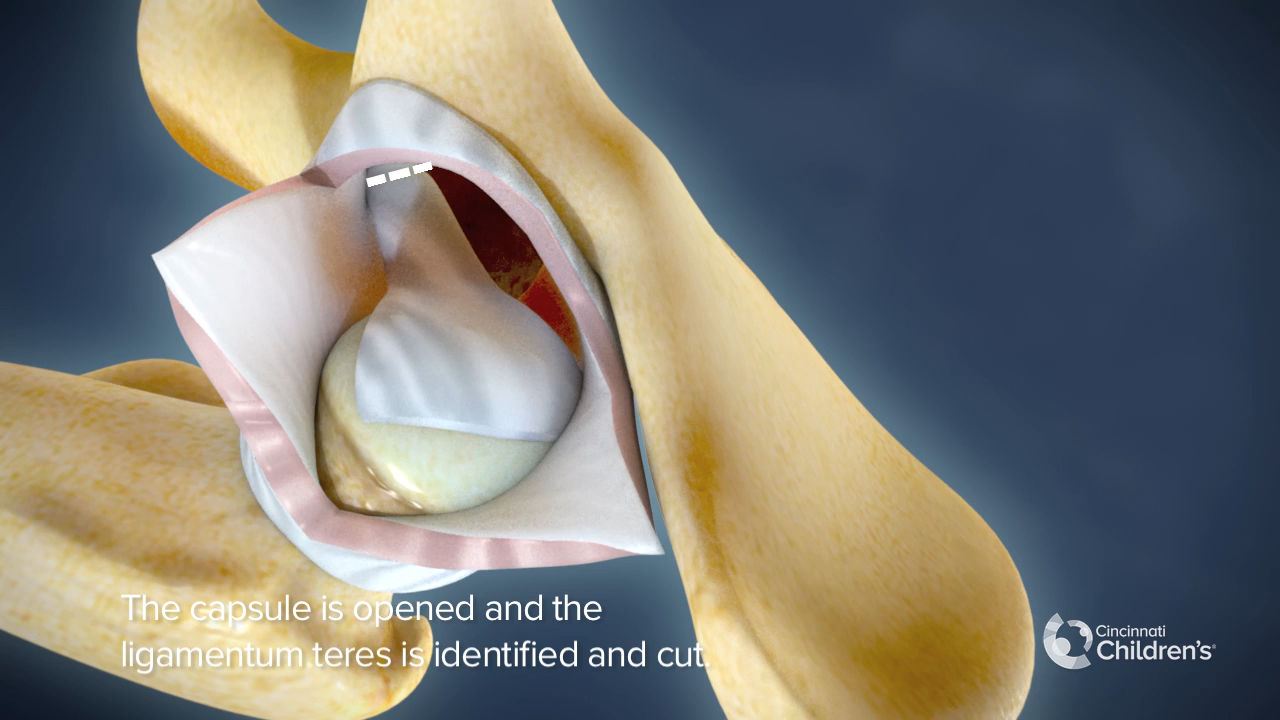 The capsule is opened and the
ligamentum teres is identified and cut.
Cincinnati
Children's®